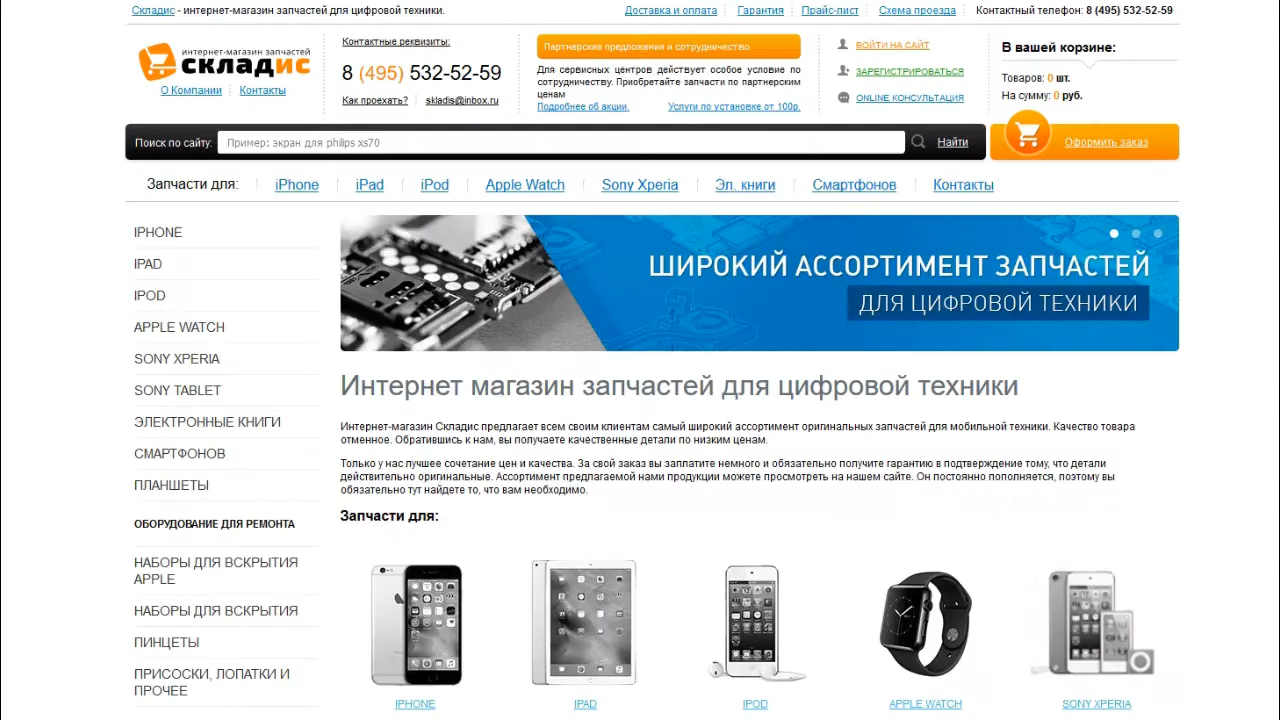 Складис - интернет-магазин запчастей для цифровой техники.
Доставка и оплата
Гарантия
Прайс-лист
Схема проезда
Контактный телефон: 8 (495) 532-52-59
интернет-магазин запчастей
складис
О Компании
Контакты
Контактные реквизиты:
8 (495) 532-52-59
Как проехать?
skladis@inbox.ru
Партнерские предложения и сотрудничество
Для сервисных центров действует особое условие по
сотрудничеству. Приобретайте запчасти по партнерским
ценам
Подробнее об акции.
Услуги по установке от 100р.
ВОЙТИ НА САЙТ
ЗАРЕГИСТРИРОВАТЬСЯ
ONLINE КОНСУЛЬТАЦИЯ
В вашей корзине:
Товаров: 0 шт.
На сумму: 0 руб.
Поиск по сайту:
Пример: экран для philips xs70
Найти
Оформить заказ
Запчасти для:
iPhone
iPad
iPod
Apple Watch
Sony Xperia
Эл. книги
Смартфонов
Контакты
IPHONE
IPAD
IPOD
APPLE WATCH
SONY XPERIA
SONY TABLET
ЭЛЕКТРОННЫЕ КНИГИ
СМАРТФОНОВ
ПЛАНШЕТЫ
ОБОРУДОВАНИЕ ДЛЯ РЕМОНТА
НАБОРЫ ДЛЯ ВСКРЫТИЯ
APPLE
НАБОРЫ ДЛЯ ВСКРЫТИЯ
ПИНЦЕТЫ
ПРИСОСКИ, ЛОПАТКИ И
ПРОЧЕЕ
ШИРОКИЙ АССОРТИМЕНТ ЗАПЧАСТЕЙ
ДЛЯ ЦИФРОВОЙ ТЕХНИКИ
Интернет магазин запчастей для цифровой техники
Интернет-магазин Складис предлагает всем своим клиентам самый широкий ассортимент оригинальных запчастей для мобильной техники. Качество товара
отменное. Обратившись к нам, вы получаете качественные детали по низким ценам.
Только у нас лучшее сочетание цен и качества. За свой заказ вы заплатите немного и обязательно получите гарантию в подтверждение тому, что детали
действительно оригинальные. Ассортимент предлагаемой нами продукции можете просмотреть на нашем сайте. Он постоянно пополняется, поэтому вы
обязательно тут найдете то, что вам необходимо.
Запчасти для:
IPHONE
IPAD
IPOD
APPLE WATCH
SONY XPERIA